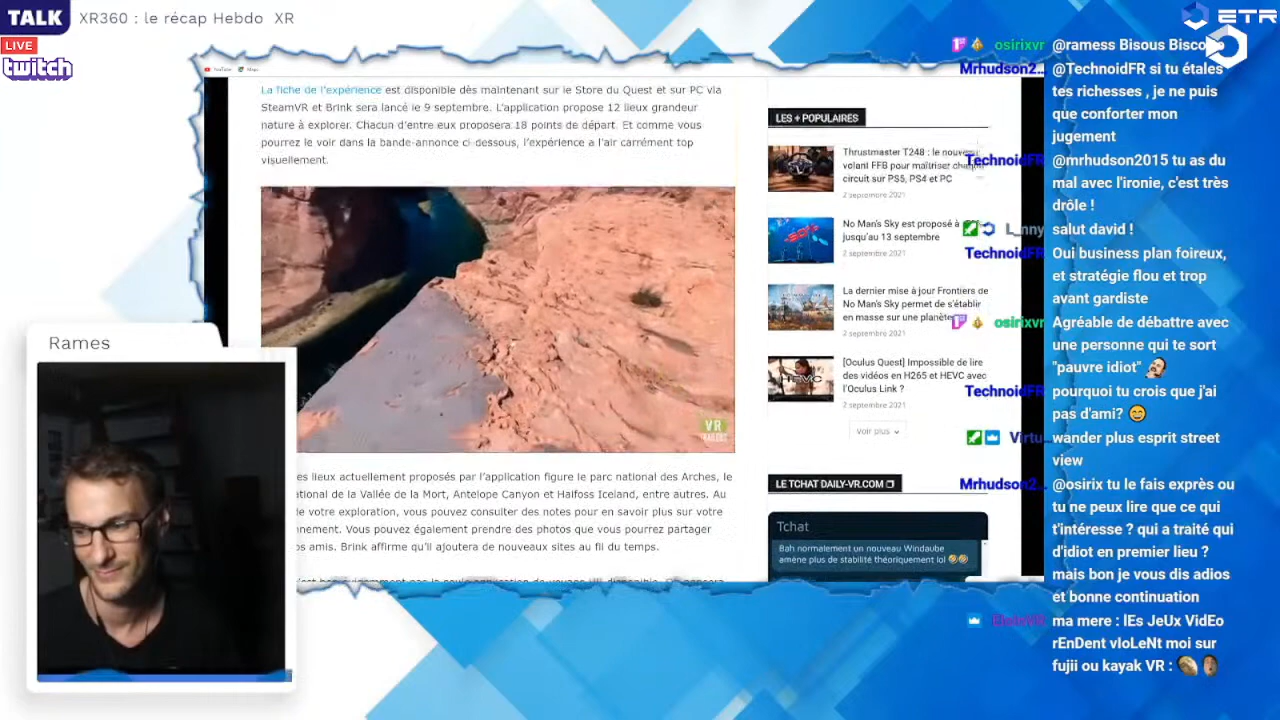 TALK
XR360 : le récap Hebdo XR
LIVE
twitch
ETR
YouTube
Maps
La fiche de l'expérience est disponible dès maintenant sur le Store du Quest et sur PC via
SteamVR et Brink sera lancé le 9 septembre. L'application propose 12 lieux grandeur
nature à explorer. Chacun d'entre eux proposera 18 points de départ. Et comme vous
pourrez le voir dans la bande-annonce ci-dessous, l'expérience a l'air carrément top
visuellement.
VR
es lieux actuellement proposés par l'application figure le parc national des Arches, le
ational de la Vallée de la Mort, Antelope Canyon et Haifoss Iceland, entre autres. Au
le votre exploration, vous pouvez consulter des notes pour en savoir plus sur votre
nnement. Vous pouvez également prendre des photos que vous pourrez partager
os amis. Brink affirme qu'il ajoutera de nouveaux sites au fil du temps.
LES + POPULAIRES
Thrustmaster T248 : le nouveau
volant FFB pour maîtriser chaque
circuit sur PS5, PS4 et PC
2 septembre 2021
No Man's Sky est proposé à
jusqu'au 13 septembre
2 septembre 2021
La dernier mise à jour Frontiers de
No Man's Sky permet de s'établir
en masse sur une planète
2 septembre 2021
HEVC
[Oculus Quest] Impossible de lire
des vidéos en H265 et HEVC avec
l'Oculus Link ?
2 septembre 2021
Voir plus
LE TCHAT DAILY-VR.COM
Tchat
Bah normalement un nouveau Windaube
amène plus de stabilité théoriquement lol 🤣🤣
Rames
osirixvr @ramess Bisous Bisco
Mrhudson2... @TechnoidFR si tu étales
tes richesses , je ne puis
que conforter mon
jugement
TechnoidFR @mrhudson2015 tu as du
mal avec l'ironie, c'est très
drôle !
L_nny salut david !
TechnoidFR Oui business plan foireux,
et stratégie flou et trop
avant gardiste
osirixvr Agréable de débattre avec
une personne qui te sort
"pauvre idiot"
TechnoidFR pourquoi tu crois que j'ai
pas d'ami? 😊
Virtu wander plus esprit street
view
Mrhudson2... @osirix tu le fais exprès ou
tu ne peux lire que ce qui
t'intéresse ? qui a traité qui
d'idiot en premier lieu ?
mais bon je vous dis adios
et bonne continuation
ma mere : lEs JeUx VidEo
rEnDent vIoLeNt moi sur
fujii ou kayak VR :